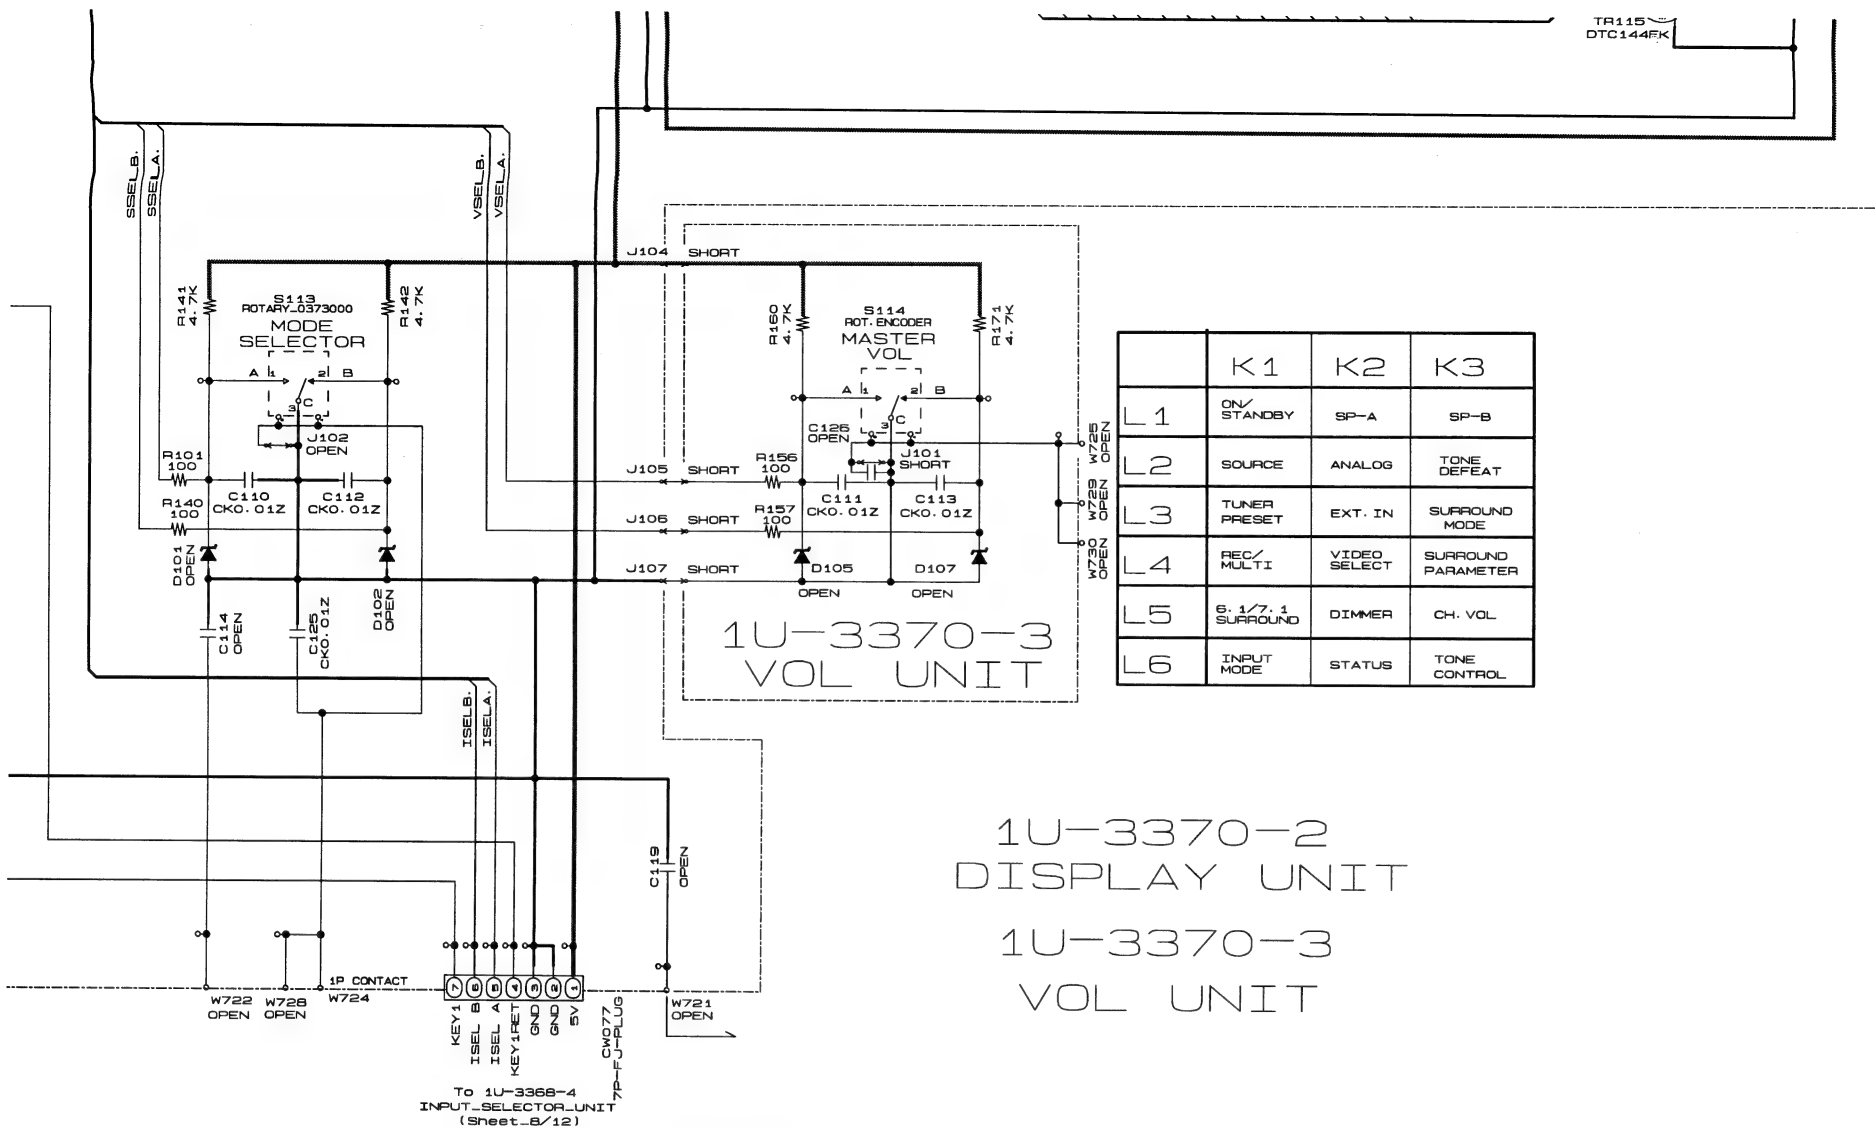 TR115
DTC144EK
SSELB.
SSELA.
VSELB.
VSELA.
J104 SHORT
R141
4.7K
S113
ROTARY_0373000
MODE
SELECTOR
R142
4.7K
A 1 2 B
3 C
J102
OPEN
R101
100
C110
CK0.01Z
C112
CK0.01Z
R140
100
D101
OPEN
D102
OPEN
C114
OPEN
C125
CK0.01Z
R160
4.7K
S114
ROT. ENCODER
MASTER
VOL
R171
4.7K
A 1 2 B
3 C
C126
OPEN
J101
SHORT
J105 SHORT
R156
100
C111
CK0.01Z
C113
CK0.01Z
J106 SHORT
R157
100
J107 SHORT
D105
OPEN
D107
OPEN
W725
OPEN
W729
OPEN
W730
OPEN
1U-3370-3
VOL UNIT
K1 K2 K3
L1 ON/STANDBY SP-A SP-B
L2 SOURCE ANALOG TONE DEFEAT
L3 TUNER PRESET EXT. IN SURROUND MODE
L4 REC/MULTI VIDEO SELECT SURROUND PARAMETER
L5 6.1/7.1 SURROUND DIMMER CH. VOL
L6 INPUT MODE STATUS TONE CONTROL
ISELB.
ISELA.
C119
OPEN
1U-3370-2
DISPLAY UNIT
1U-3370-3
VOL UNIT
W722
OPEN
W728
OPEN
1P CONTACT
W724
7 6 5 4 3 2 1
KEY1
ISEL B
ISEL A
KEY1RET
GND
GND
5V
CW077
7P-FJ-PLUG
W721
OPEN
To 1U-3368-4
INPUT_SELECTOR_UNIT
(Sheet_8/12)